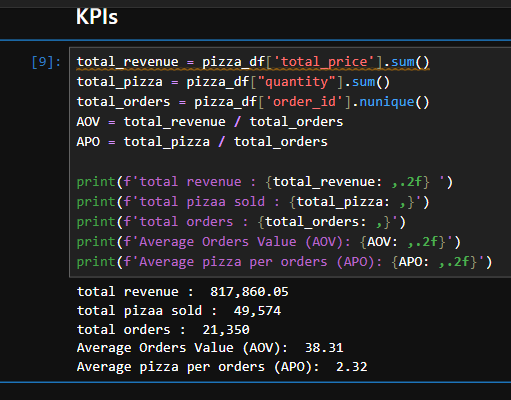 KPIs
[9]: total_revenue = pizza_df['total_price'].sum()
total_pizza = pizza_df["quantity"].sum()
total_orders = pizza_df['order_id'].nunique()
AOV = total_revenue / total_orders
APO = total_pizza / total_orders
print(f'total revenue : {total_revenue: ,.2f} ')
print(f'total pizaa sold : {total_pizza: ,}')
print(f'total orders : {total_orders: ,}')
print(f'Average Orders Value (AOV): {AOV: ,.2f}')
print(f'Average pizza per orders (APO): {APO: ,.2f}')
total revenue :  817,860.05
total pizaa sold :  49,574
total orders :  21,350
Average Orders Value (AOV):  38.31
Average pizza per orders (APO):  2.32